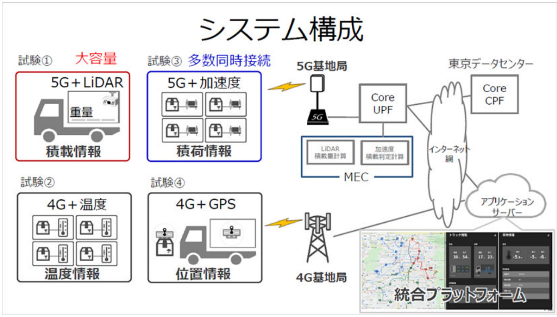 システム構成
試験① 大容量
5G+LiDAR
重量
積載情報
試験③ 多数同時接続
5G+加速度
積荷情報
試験②
4G+温度
温度情報
試験④
4G+GPS
位置情報
5G基地局
5G
Core
UPF
LiDAR
積載量計算
加速度
積載判定計算
MEC
4G基地局
東京データセンター
Core
CPF
インターネット
網
アプリケーション
サーバー
統合プラットフォーム